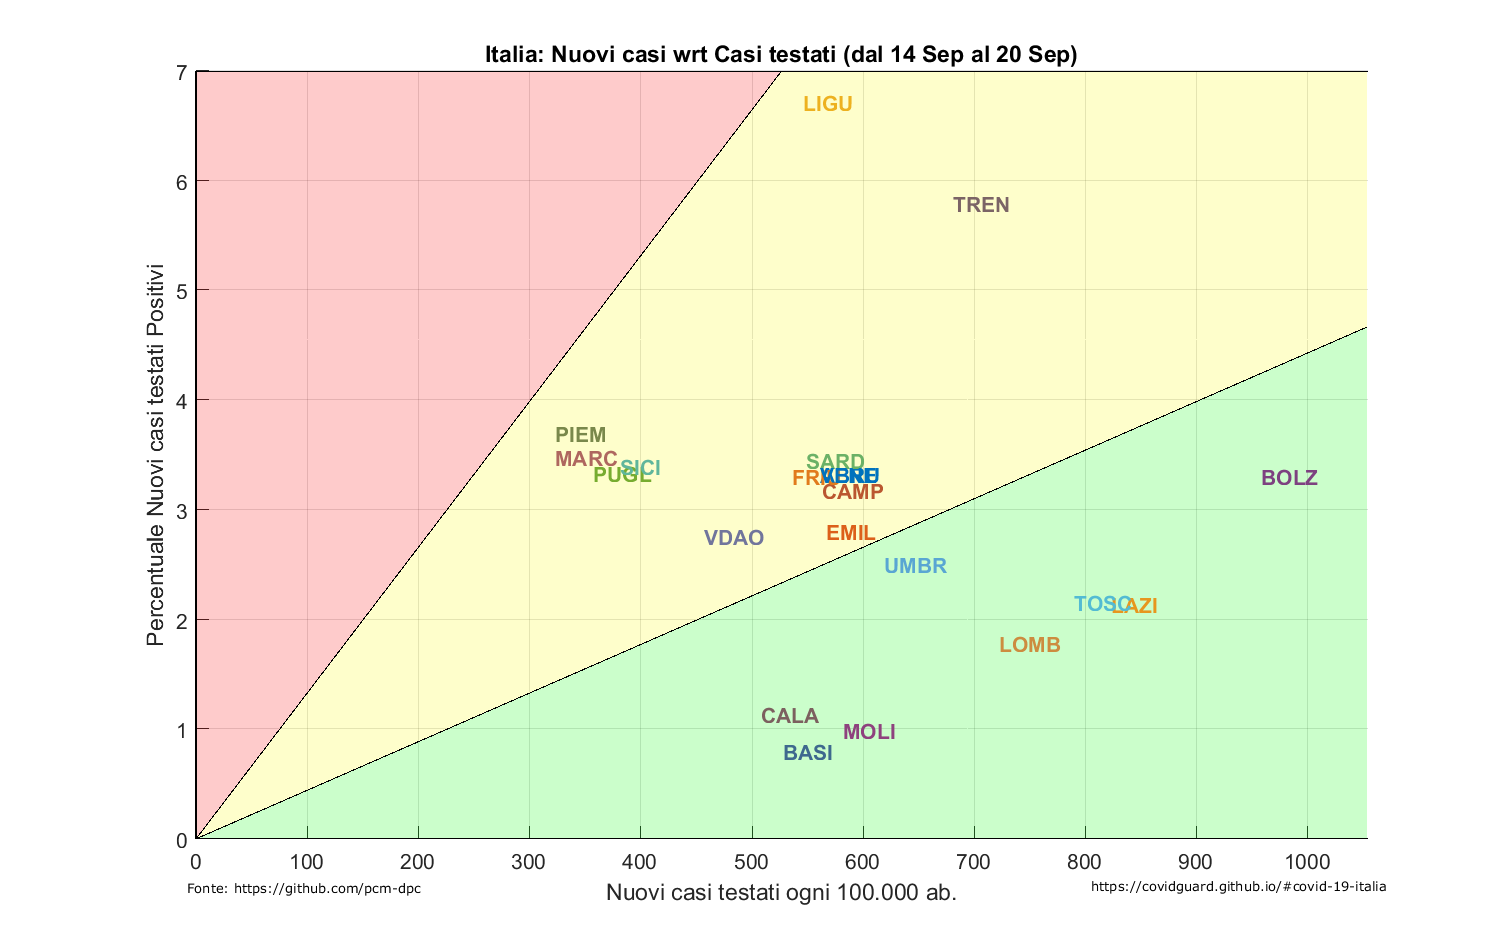 Italia: Nuovi casi wrt Casi testati (dal 14 Sep al 20 Sep)
Percentuale Nuovi casi testati Positivi
7
6
5
4
3
2
1
0
LIGU
TREN
PIEM
MARC
SICI
PUGL
SARD
CAMP
BOLZ
EMIL
VDAO
UMBR
TOSC
LAZI
LOMB
CALA
MOLI
BASI
0 100 200 300 400 500 600 700 800 900 1000
Nuovi casi testati ogni 100.000 ab.
Fonte: https://github.com/pcm-dpc
https://covidguard.github.io/#covid-19-italia